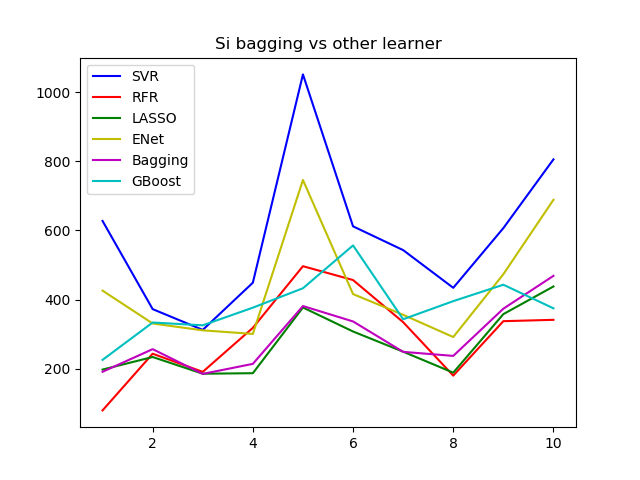 Si bagging vs other learner
1000
800
600
400
200
SVR
RFR
LASSO
ENet
Bagging
GBoost
2 4 6 8 10